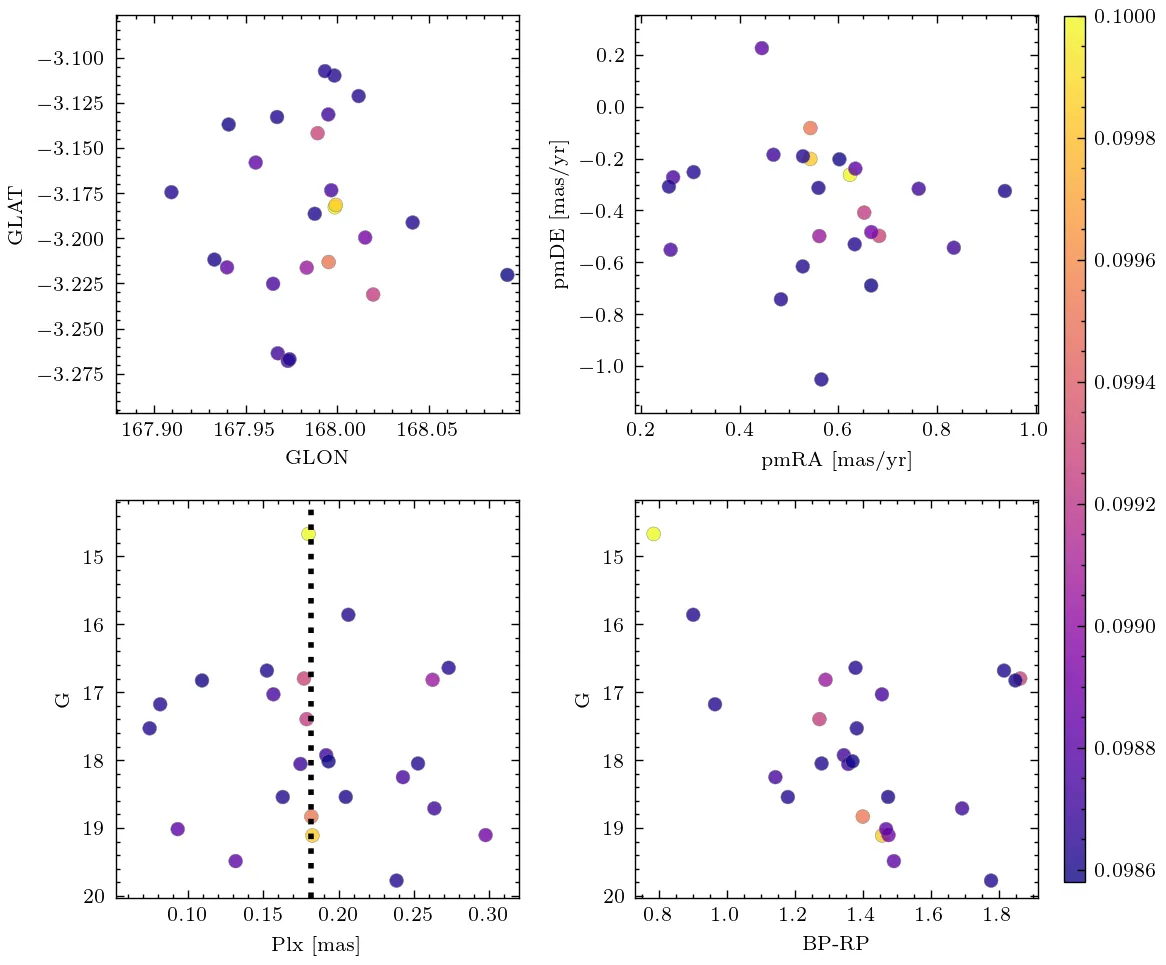 −3.100
−3.125
−3.150
−3.175
−3.200
−3.225
−3.250
−3.275
GLAT
167.90 167.95 168.00 168.05
GLON
0.2
0.0
−0.2
−0.4
−0.6
−0.8
−1.0
pmDE [mas/yr]
0.2 0.4 0.6 0.8 1.0
pmRA [mas/yr]
15
16
17
18
19
20
G
0.10 0.15 0.20 0.25 0.30
Plx [mas]
15
16
17
18
19
20
G
0.8 1.0 1.2 1.4 1.6 1.8
BP-RP
0.1000
0.0998
0.0996
0.0994
0.0992
0.0990
0.0988
0.0986